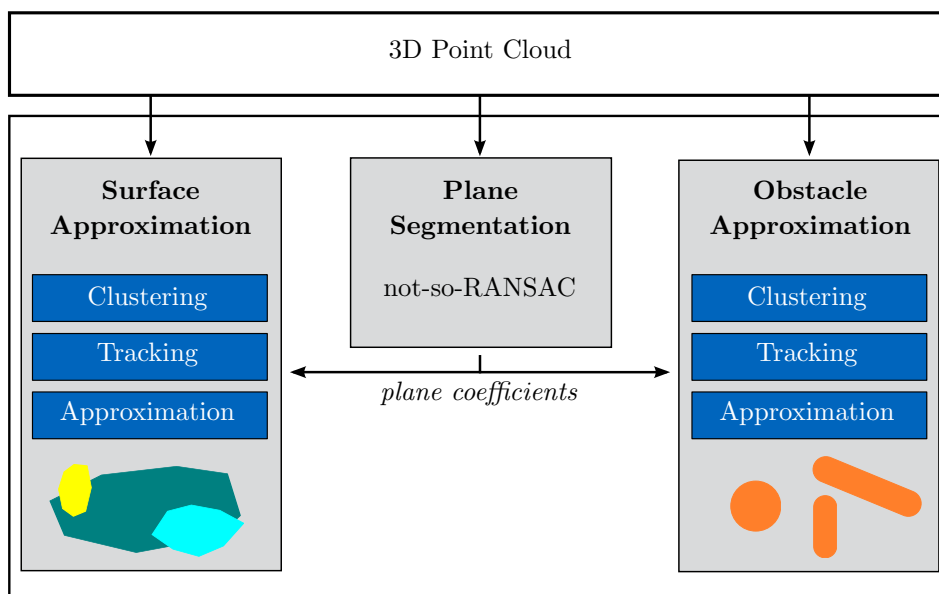 3D Point Cloud
Surface
Approximation
Clustering
Tracking
Approximation
Plane
Segmentation
not-so-RANSAC
plane coefficients
Obstacle
Approximation
Clustering
Tracking
Approximation